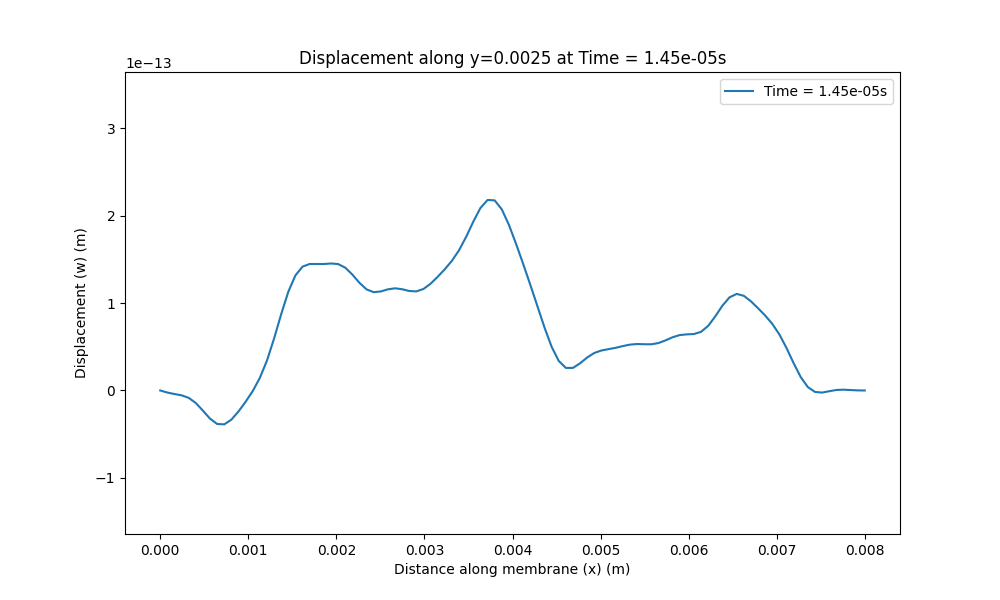 Displacement along y=0.0025 at Time = 1.45e-05s
1e−13
Time = 1.45e-05s
3
2
1
0
−1
Displacement (w) (m)
0.000 0.001 0.002 0.003 0.004 0.005 0.006 0.007 0.008
Distance along membrane (x) (m)